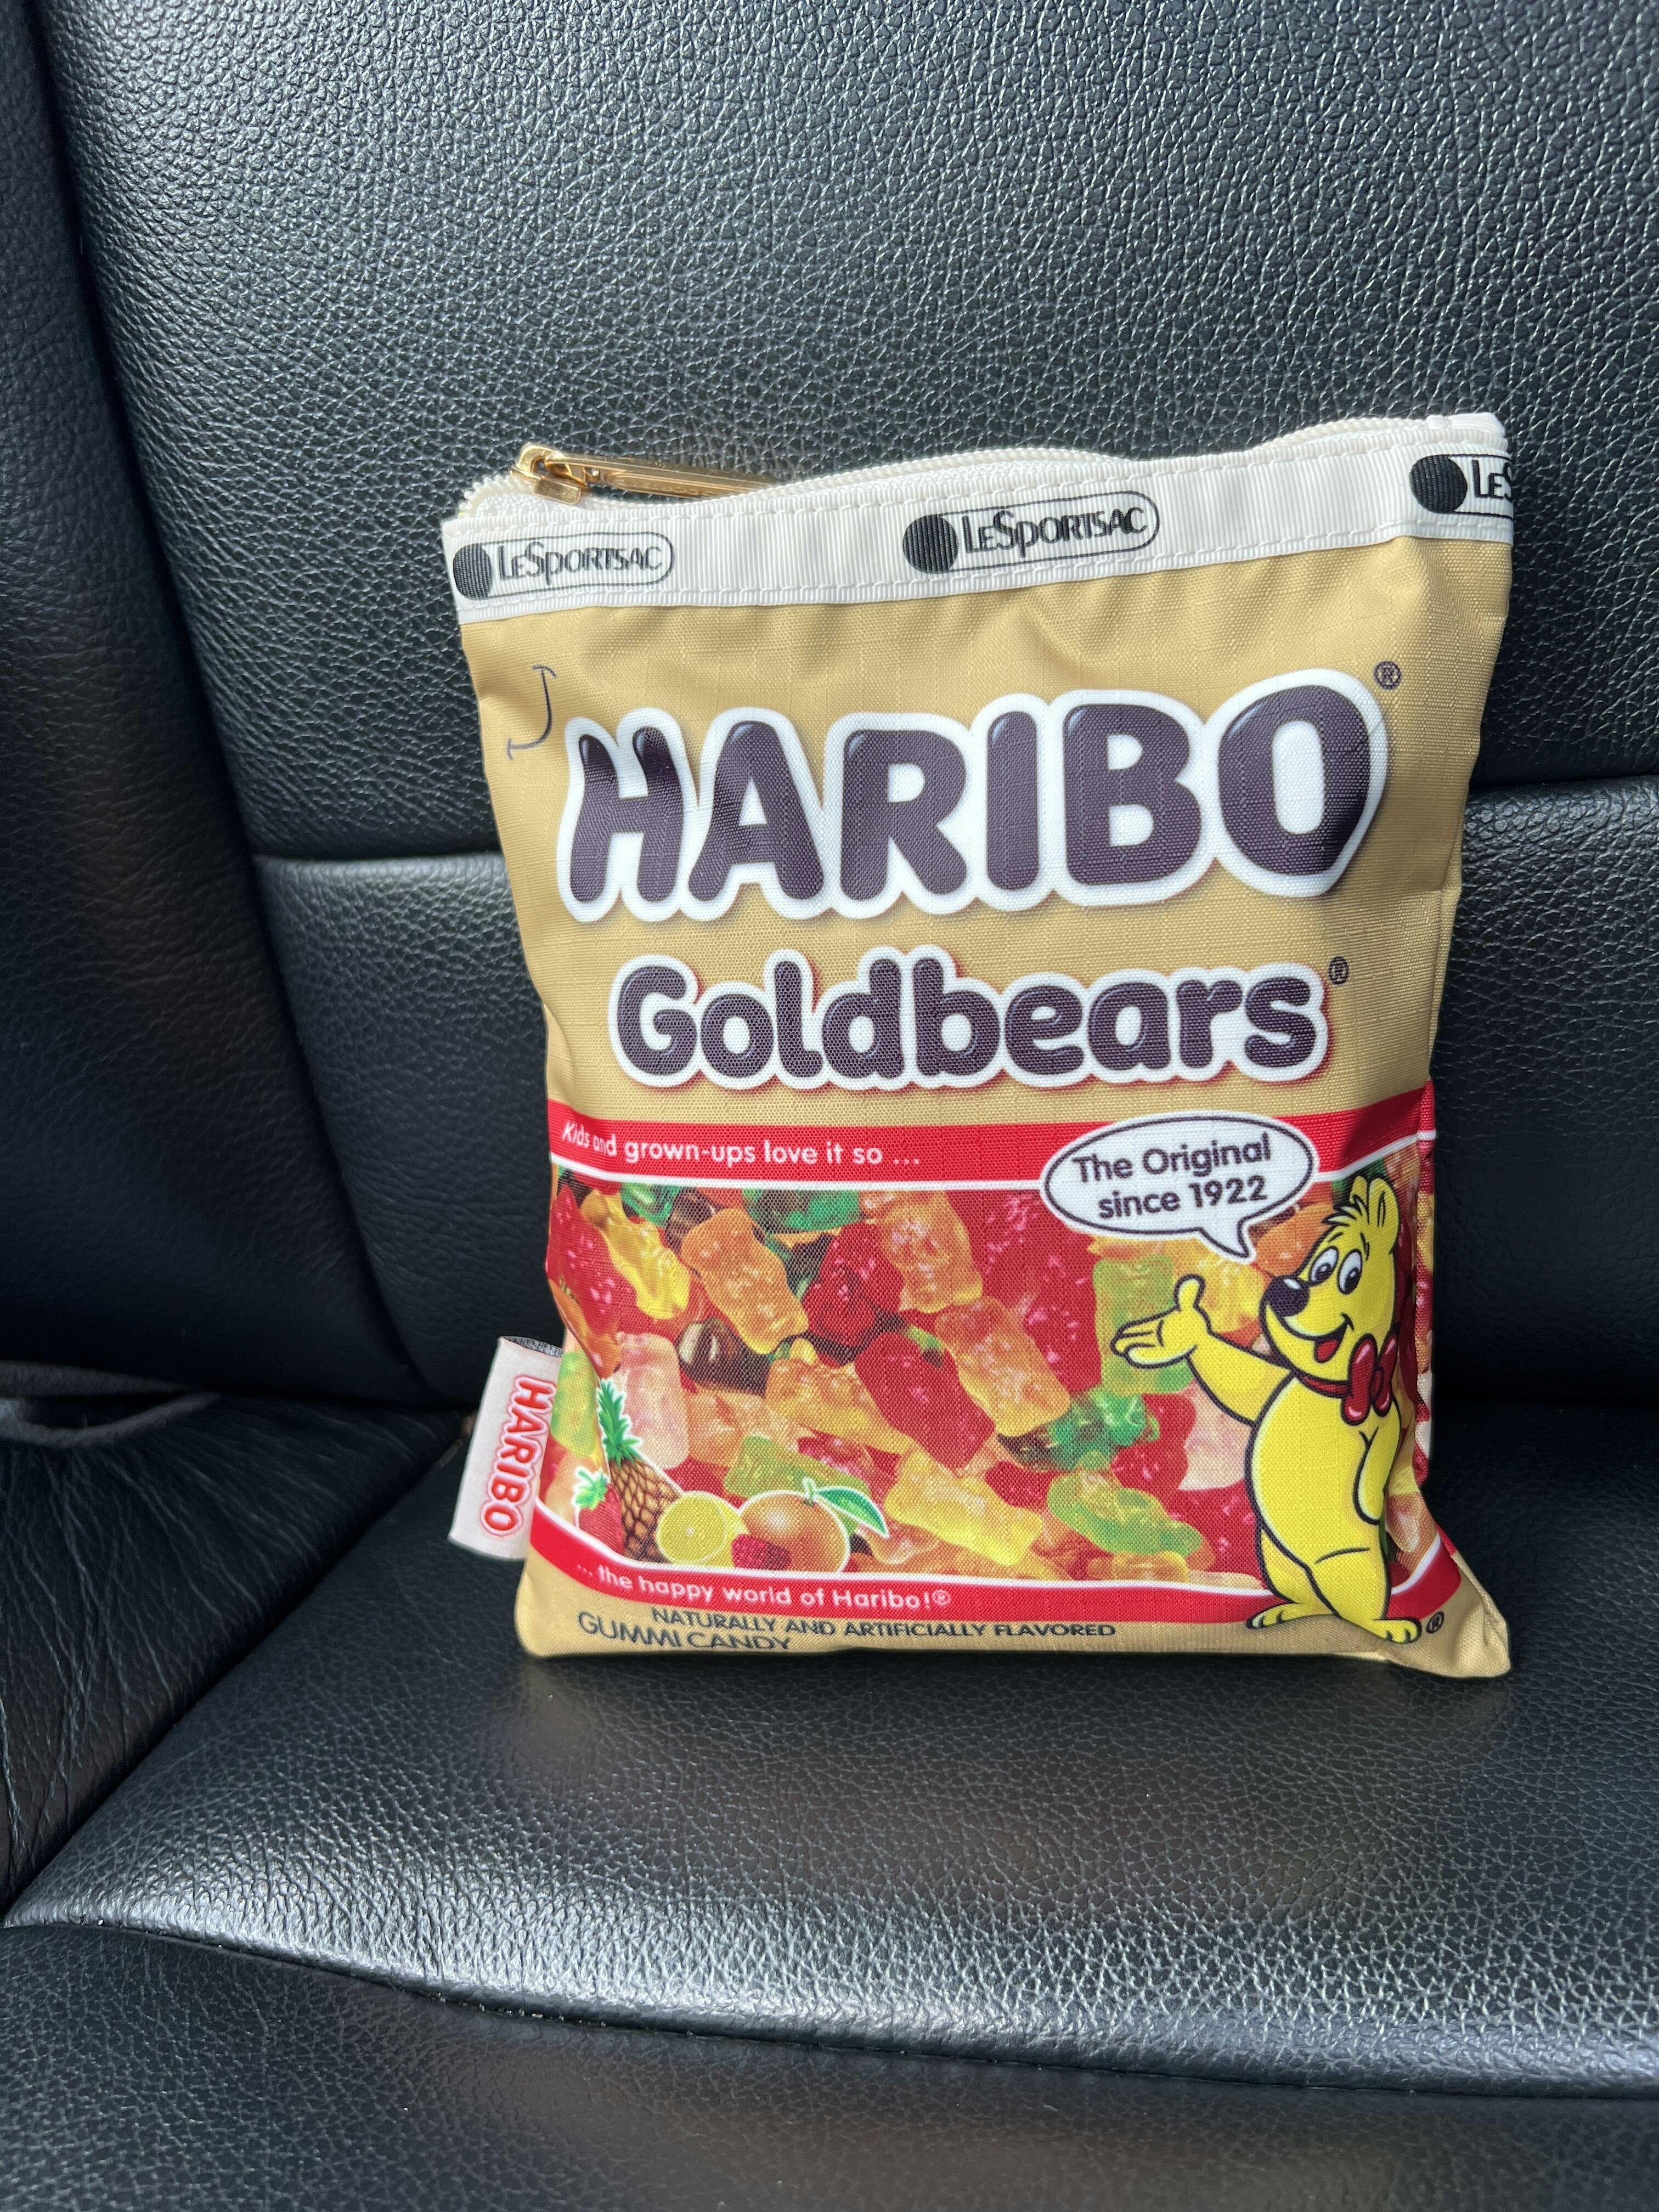 LESPORTSAC LESPORTSAC LES
HARIBO®
Goldbears®
Kids and grown-ups love it so ...
The Original
since 1922
HARIBO
... the happy world of Haribo!®
NATURALLY AND ARTIFICIALLY FLAVORED
GUMMI CANDY
®